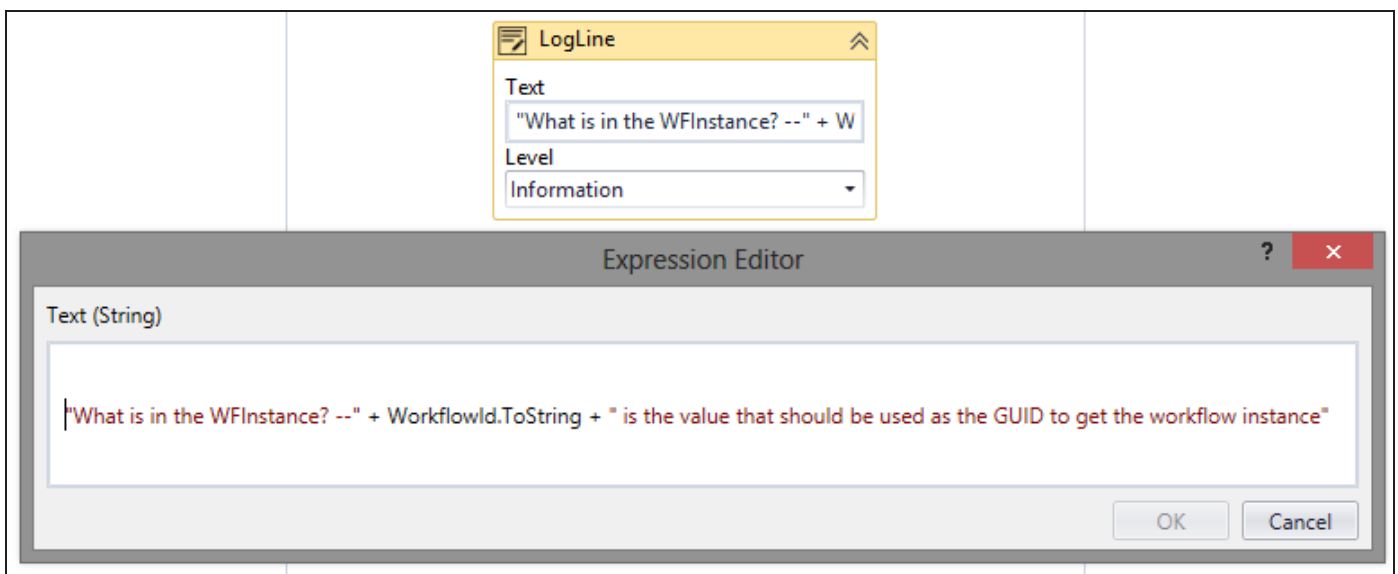 LogLine
Text
"What is in the WFInstance? --" + W
Level
Information
Expression Editor
?
Text (String)
"What is in the WFInstance? --" + WorkflowId.ToString + " is the value that should be used as the GUID to get the workflow instance"
OK
Cancel